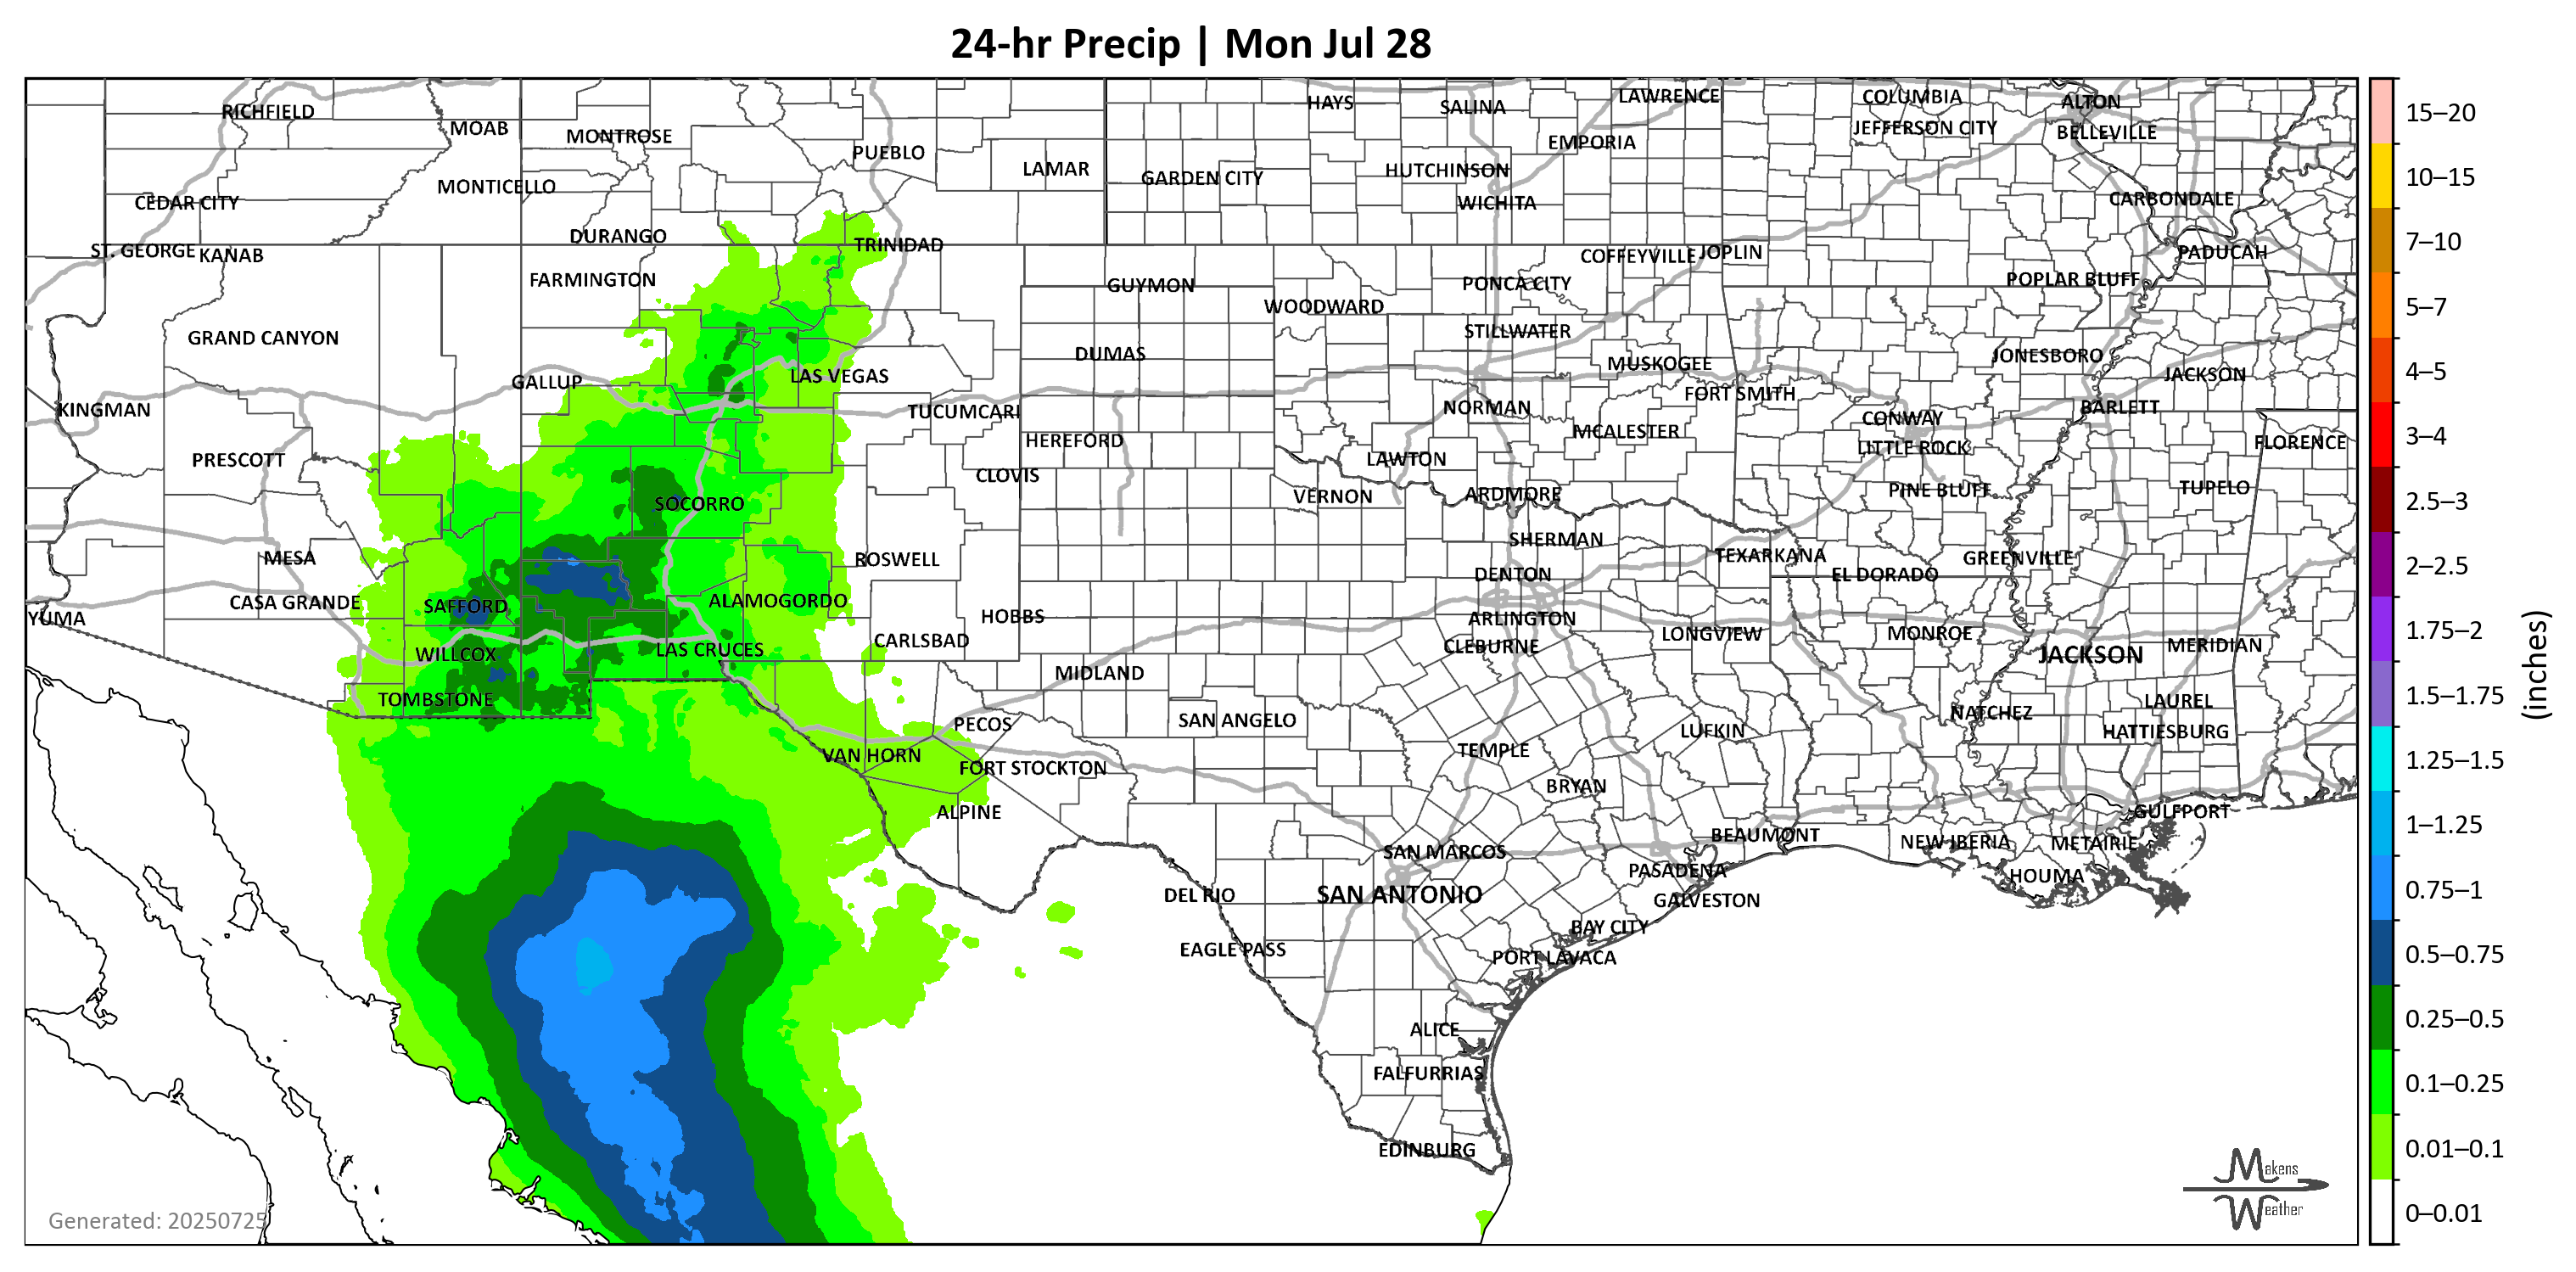 24-hr Precip | Mon Jul 28
RICHFIELD
MOAB
MONTROSE
PUEBLO
LAMAR
HAYS
SALINA
LAWRENCE
COLUMBIA
ALTON
JEFFERSON CITY
BELLEVILLE
EMPORIA
GARDEN CITY
HUTCHINSON
WICHITA
MONTICELLO
CEDAR CITY
CARBONDALE
DURANGO
TRINIDAD
ST. GEORGE
KANAB
COFFEYVILLE
JOPLIN
PADUCAH
FARMINGTON
GUYMON
PONCA CITY
POPLAR BLUFF
WOODWARD
GRAND CANYON
STILLWATER
DUMAS
MUSKOGEE
JONESBORO
GALLUP
LAS VEGAS
JACKSON
FORT SMITH
KINGMAN
TUCUMCARI
NORMAN
BARLETT
CONWAY
HEREFORD
MCALESTER
LITTLE ROCK
FLORENCE
PRESCOTT
LAWTON
CLOVIS
SOCORRO
VERNON
ARDMORE
PINE BLUFF
TUPELO
MESA
ROSWELL
SHERMAN
TEXARKANA
GREENVILLE
DENTON
EL DORADO
CASA GRANDE
SAFFORD
ALAMOGORDO
YUMA
HOBBS
ARLINGTON
CARLSBAD
CLEBURNE
LONGVIEW
MONROE
MERIDIAN
WILLCOX
LAS CRUCES
JACKSON
MIDLAND
TOMBSTONE
LAUREL
NATCHEZ
PECOS
SAN ANGELO
LUFKIN
HATTIESBURG
VAN HORN
TEMPLE
FORT STOCKTON
BRYAN
ALPINE
GULFPORT
BEAUMONT
NEW IBERIA
METAIRIE
SAN MARCOS
PASADENA
HOUMA
DEL RIO
SAN ANTONIO
GALVESTON
BAY CITY
EAGLE PASS
PORT LAVACA
ALICE
FALFURRIAS
EDINBURG
Makens
Weather
Generated: 20250725
15–20
10–15
7–10
5–7
4–5
3–4
2.5–3
2–2.5
1.75–2
1.5–1.75
1.25–1.5
1–1.25
0.75–1
0.5–0.75
0.25–0.5
0.1–0.25
0.01–0.1
0–0.01
(inches)